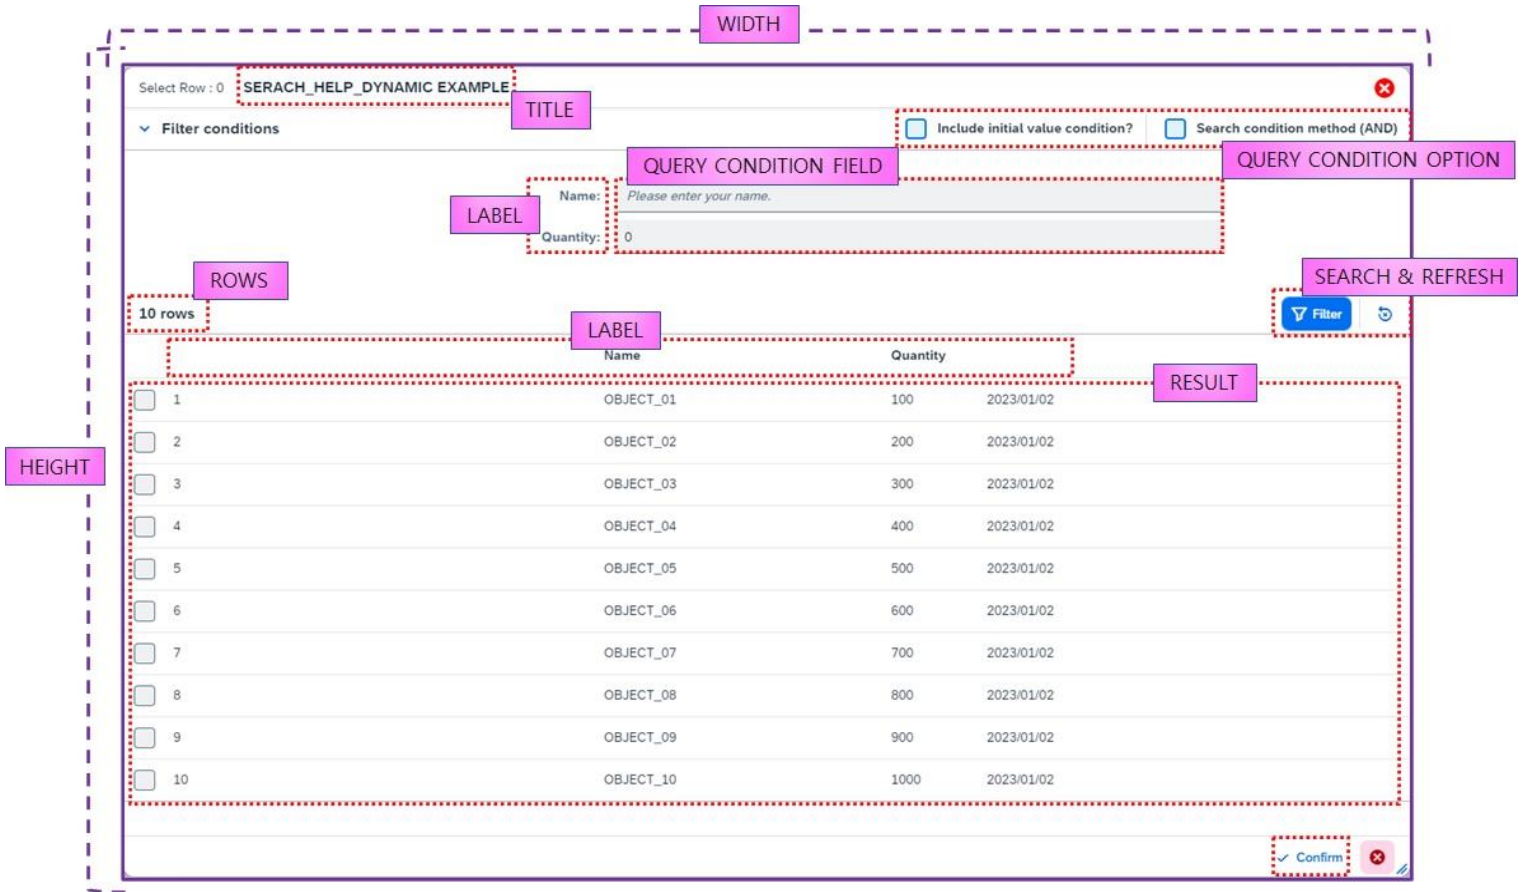 WIDTH
Select Row : 0 SERACH_HELP_DYNAMIC EXAMPLE
TITLE
Filter conditions
Include initial value condition? Search condition method (AND)
QUERY CONDITION FIELD
QUERY CONDITION OPTION
Name: Please enter your name.
LABEL
Quantity: 0
ROWS
SEARCH & REFRESH
10 rows
Filter
LABEL
Name Quantity
RESULT
1 OBJECT_01 100 2023/01/02
2 OBJECT_02 200 2023/01/02
HEIGHT
3 OBJECT_03 300 2023/01/02
4 OBJECT_04 400 2023/01/02
5 OBJECT_05 500 2023/01/02
6 OBJECT_06 600 2023/01/02
7 OBJECT_07 700 2023/01/02
8 OBJECT_08 800 2023/01/02
9 OBJECT_09 900 2023/01/02
10 OBJECT_10 1000 2023/01/02
Confirm